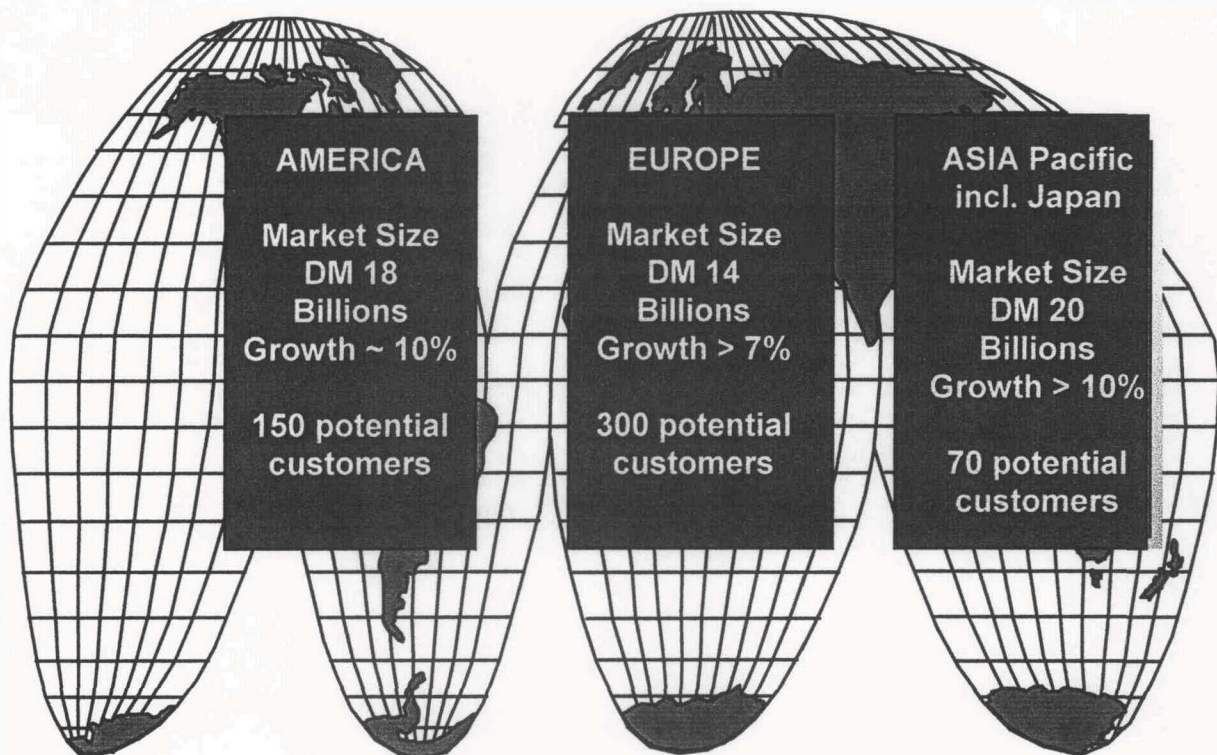 AMERICA
Market Size
DM 18
Billions
Growth ~ 10%
150 potential
customers
EUROPE
Market Size
DM 14
Billions
Growth > 7%
300 potential
customers
ASIA Pacific
incl. Japan
Market Size
DM 20
Billions
Growth > 10%
70 potential
customers